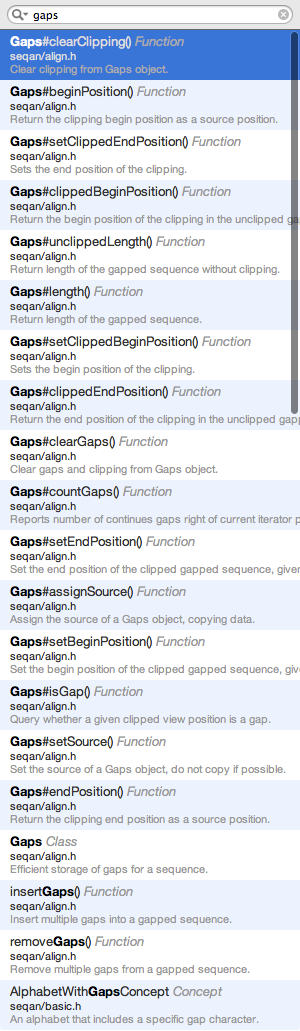 gaps
Gaps#clearClipping() Function
seqan/align.h
Clear clipping from Gaps object.
Gaps#beginPosition() Function
seqan/align.h
Return the clipping begin position as a source position.
Gaps#setClippedEndPosition() Function
seqan/align.h
Sets the end position of the clipping.
Gaps#clippedBeginPosition() Function
seqan/align.h
Return the begin position of the clipping in the unclipped
Gaps#unclippedLength() Function
seqan/align.h
Return length of the gapped sequence without clipping.
Gaps#length() Function
seqan/align.h
Return length of the gapped sequence.
Gaps#setClippedBeginPosition() Function
seqan/align.h
Sets the begin position of the clipping.
Gaps#clippedEndPosition() Function
seqan/align.h
Return the end position of the clipping in the unclipped
Gaps#clearGaps() Function
seqan/align.h
Clear gaps and clipping from Gaps object.
Gaps#countGaps() Function
seqan/align.h
Reports number of continues gaps right of current iterator
Gaps#setEndPosition() Function
seqan/align.h
Set the end position of the clipped gapped sequence,
Gaps#assignSource() Function
seqan/align.h
Assign the source of a Gaps object, copying data.
Gaps#setBeginPosition() Function
seqan/align.h
Set the begin position of the clipped gapped sequence,
Gaps#isGap() Function
seqan/align.h
Query whether a given clipped view position is a gap.
Gaps#setSource() Function
seqan/align.h
Set the source of a Gaps object, do not copy if possible.
Gaps#endPosition() Function
seqan/align.h
Return the clipping end position as a source position.
Gaps Class
seqan/align.h
Efficient storage of gaps for a sequence.
insertGaps() Function
seqan/align.h
Insert multiple gaps into a gapped sequence.
removeGaps() Function
seqan/align.h
Remove multiple gaps from a gapped sequence.
AlphabetWithGapsConcept Concept
seqan/basic.h
An alphabet that includes a specific gap character.